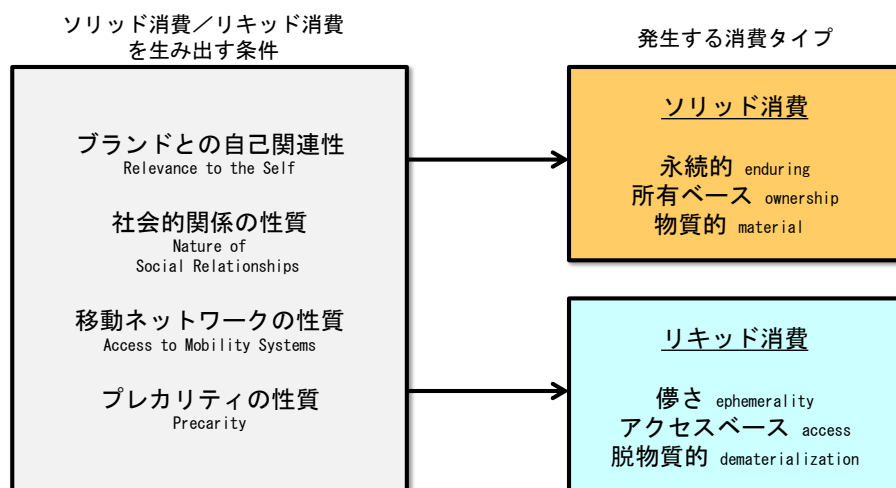 ソリッド消費／リキッド消費
を生み出す条件
ブランドとの自己関連性
Relevance to the Self
社会的関係の性質
Nature of
Social Relationships
移動ネットワークの性質
Access to Mobility Systems
プレカリティの性質
Precarity
発生する消費タイプ
ソリッド消費
永続的 enduring
所有ベース ownership
物質的 material
リキッド消費
儚さ ephemerality
アクセスベース access
脱物質的 dematerialization